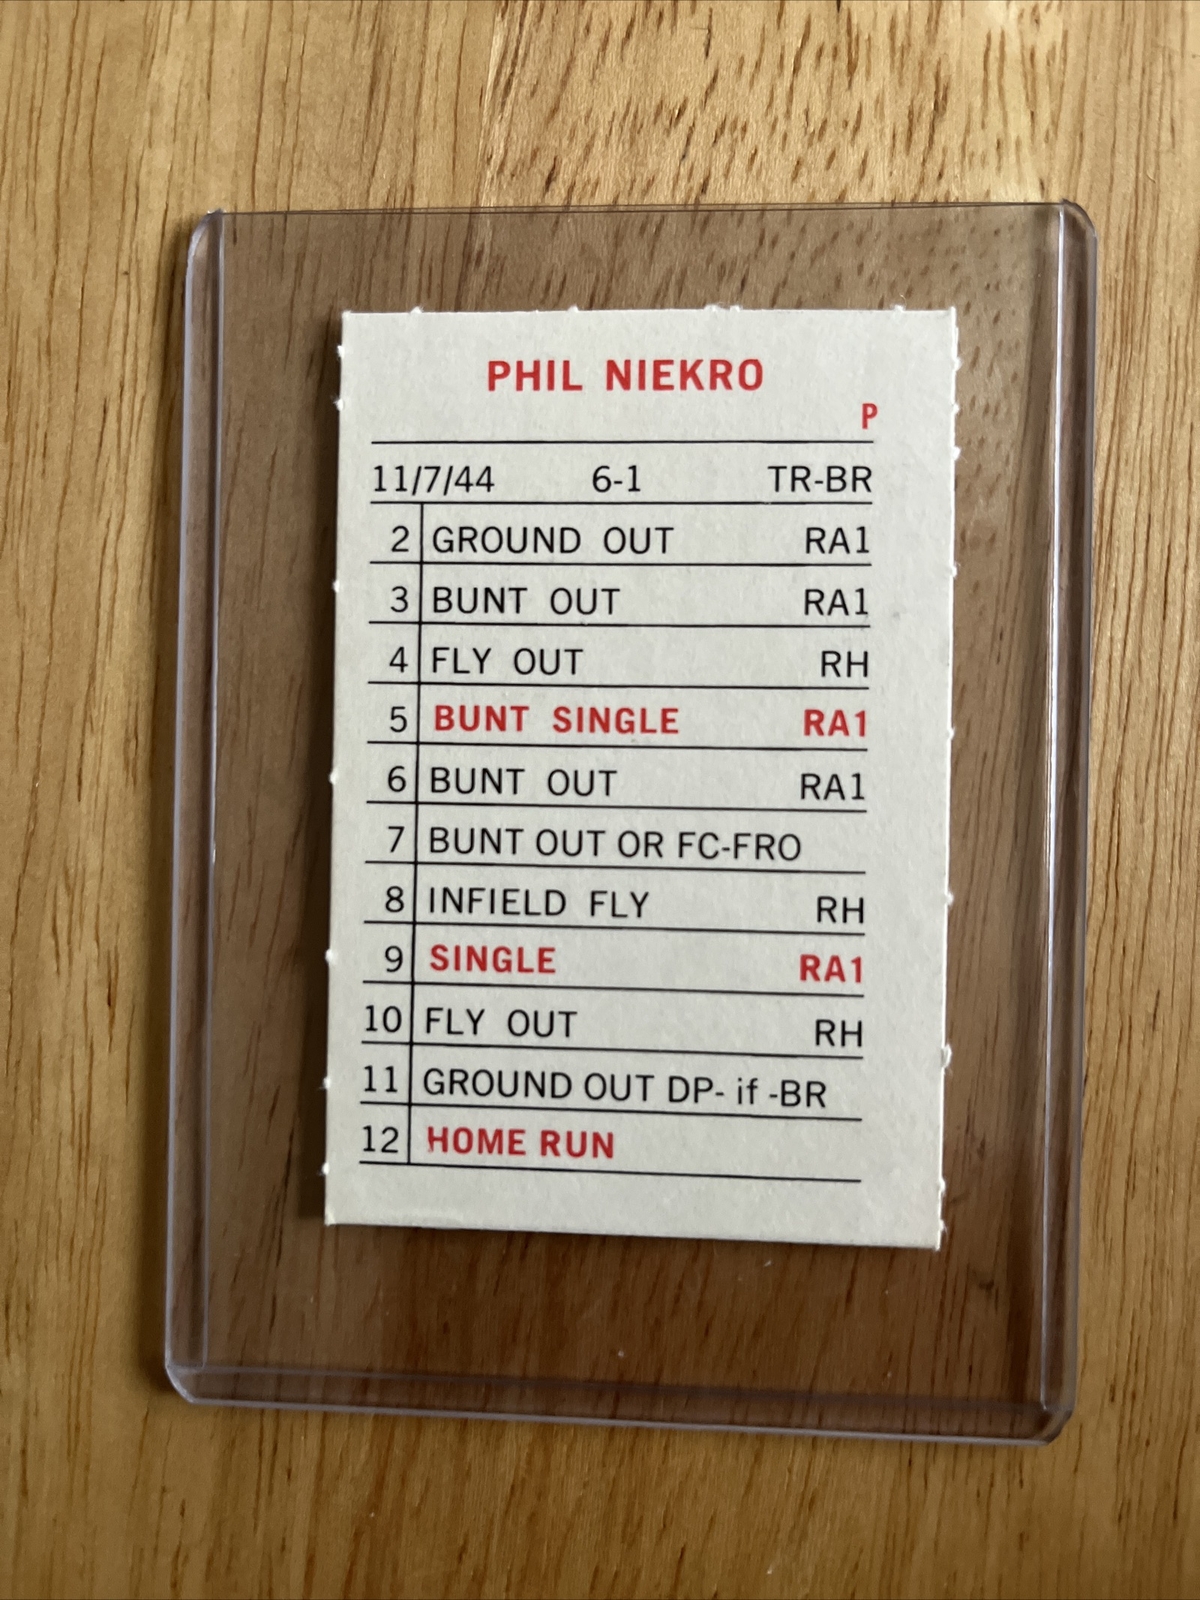 PHIL NIEKRO
P
11/7/44 6-1 TR-BR
2 GROUND OUT RA1
3 BUNT OUT RA1
4 FLY OUT RH
5 BUNT SINGLE RA1
6 BUNT OUT RA1
7 BUNT OUT OR FC-FRO
8 INFIELD FLY RH
9 SINGLE RA1
10 FLY OUT RH
11 GROUND OUT DP- if -BR
12 HOME RUN